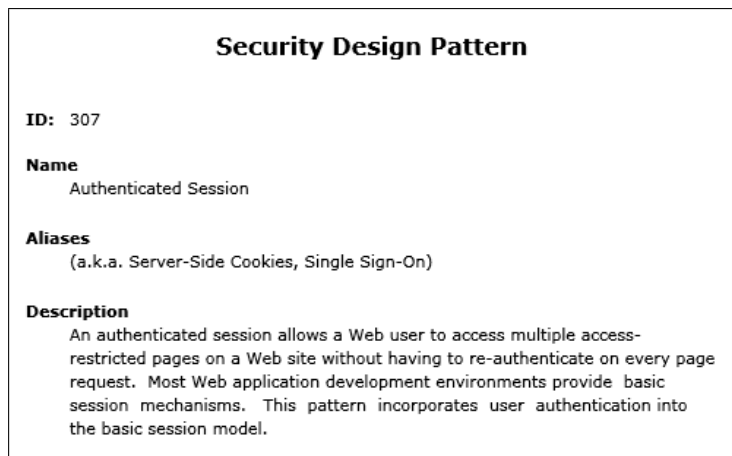 Security Design Pattern
ID: 307
Name
Authenticated Session
Aliases
(a.k.a. Server-Side Cookies, Single Sign-On)
Description
An authenticated session allows a Web user to access multiple access-
restricted pages on a Web site without having to re-authenticate on every page
request. Most Web application development environments provide basic
session mechanisms. This pattern incorporates user authentication into
the basic session model.